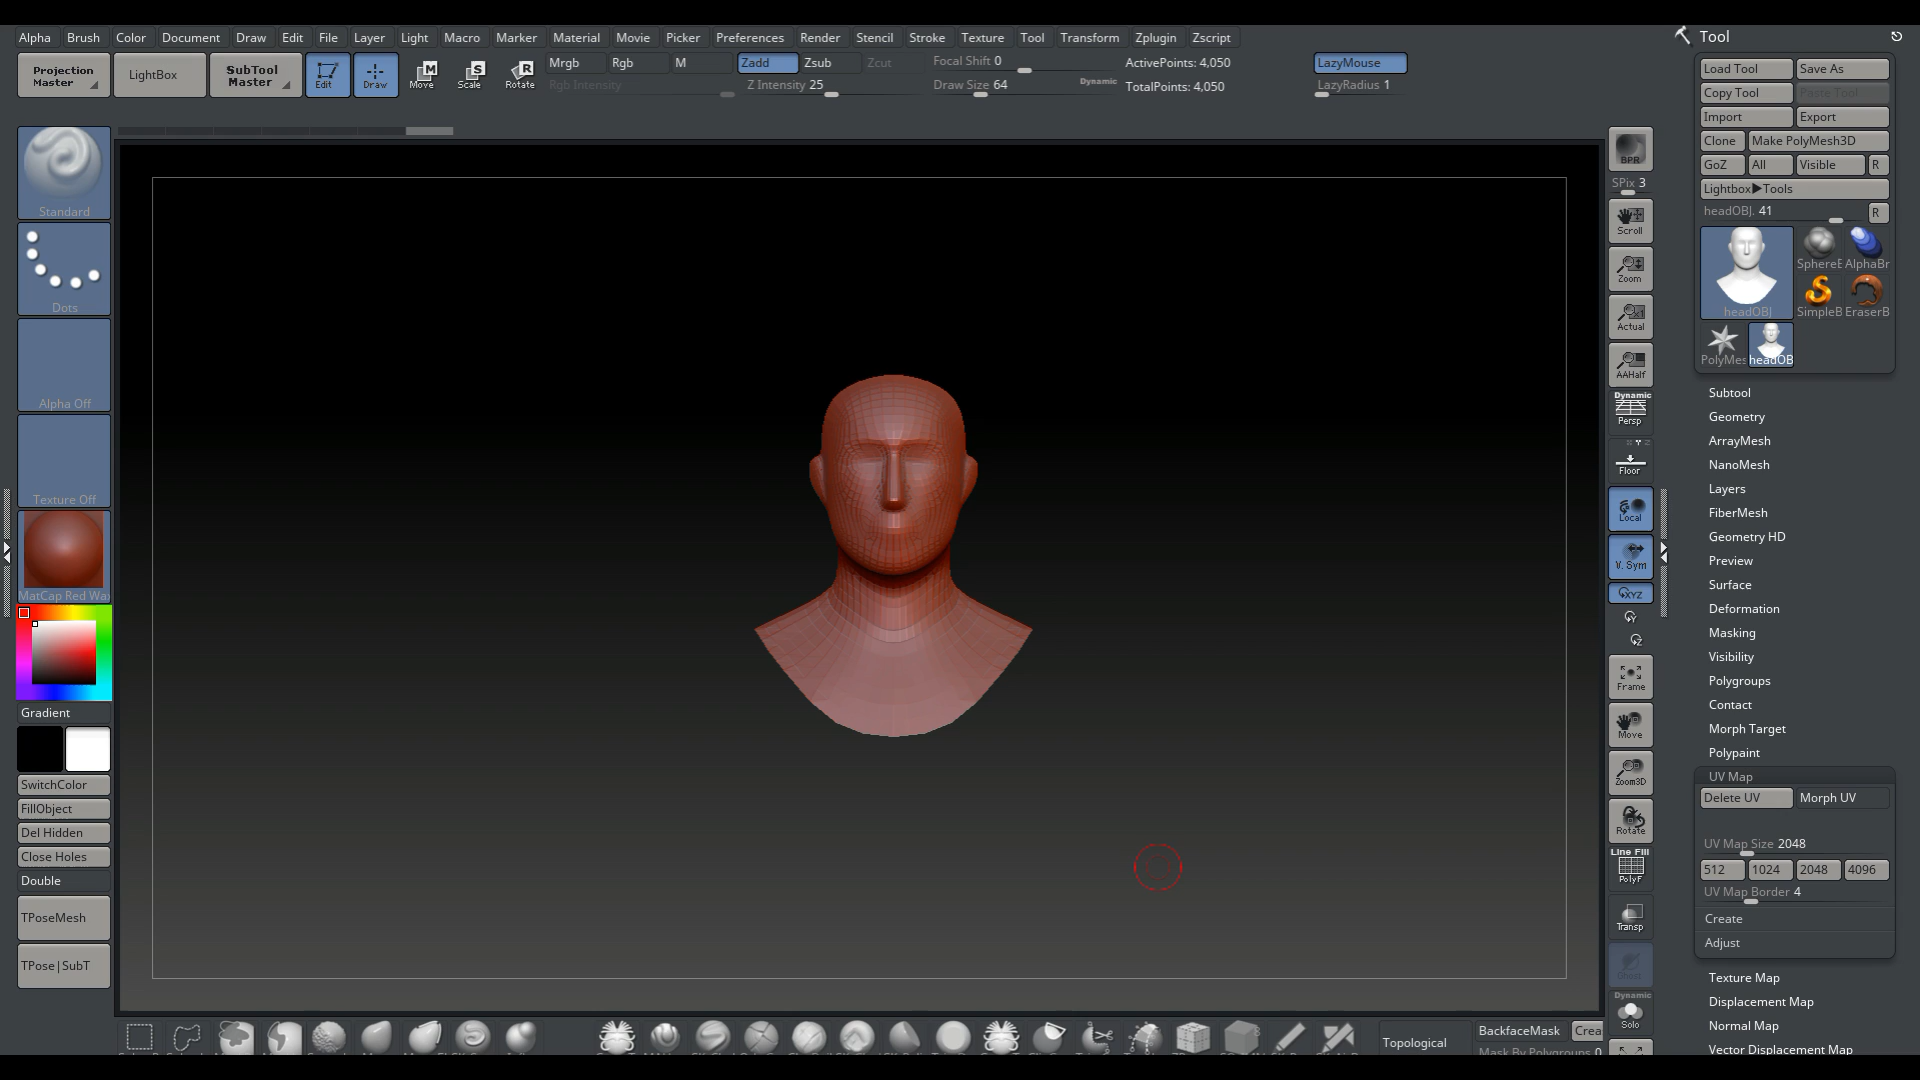 Alpha Brush Color Document Draw Edit File Layer Light Macro Marker Material Movie Picker Preferences Render Stencil Stroke Texture Tool Transform Zplugin Zscript
Projection
Master
LightBox
SubTool
Master
Edit
Draw
M
Move
S
Scale
R
Rotate
Mrgb Rgb M
Rgb Intensity
Zadd Zsub Zcut
Z Intensity 25
Focal Shift 0
Draw Size 64
Dynamic
ActivePoints: 4,050
TotalPoints: 4,050
LazyMouse
LazyRadius 1
Standard
Dots
Alpha Off
Texture Off
MatCap Red Wa
Gradient
SwitchColor
FillObject
Del Hidden
Close Holes
Double
TPoseMesh
TPose|SubT
BPR
SPix 3
Scroll
Zoom
Actual
AAHalf
Dynamic
Persp
Floor
Local
V. Sym
XYZ
Y
Z
Frame
Move
Zoom3D
Rotate
Line Fill
PolyF
Transp
Ghost
Dynamic
Solo
Topological
BackfaceMask
Crea
Mask By Polygroups 0
Tool
Load Tool Save As
Copy Tool Paste Tool
Import Export
Clone Make PolyMesh3D
GoZ All Visible R
Lightbox▶Tools
headOBJ. 41 R
headOBJ
SphereB AlphaBr
SimpleB EraserB
PolyMes headOB
Subtool
Geometry
ArrayMesh
NanoMesh
Layers
FiberMesh
Geometry HD
Preview
Surface
Deformation
Masking
Visibility
Polygroups
Contact
Morph Target
Polypaint
UV Map
Delete UV Morph UV
UV Map Size 2048
512 1024 2048 4096
UV Map Border 4
Create
Adjust
Texture Map
Displacement Map
Normal Map
Vector Displacement Map